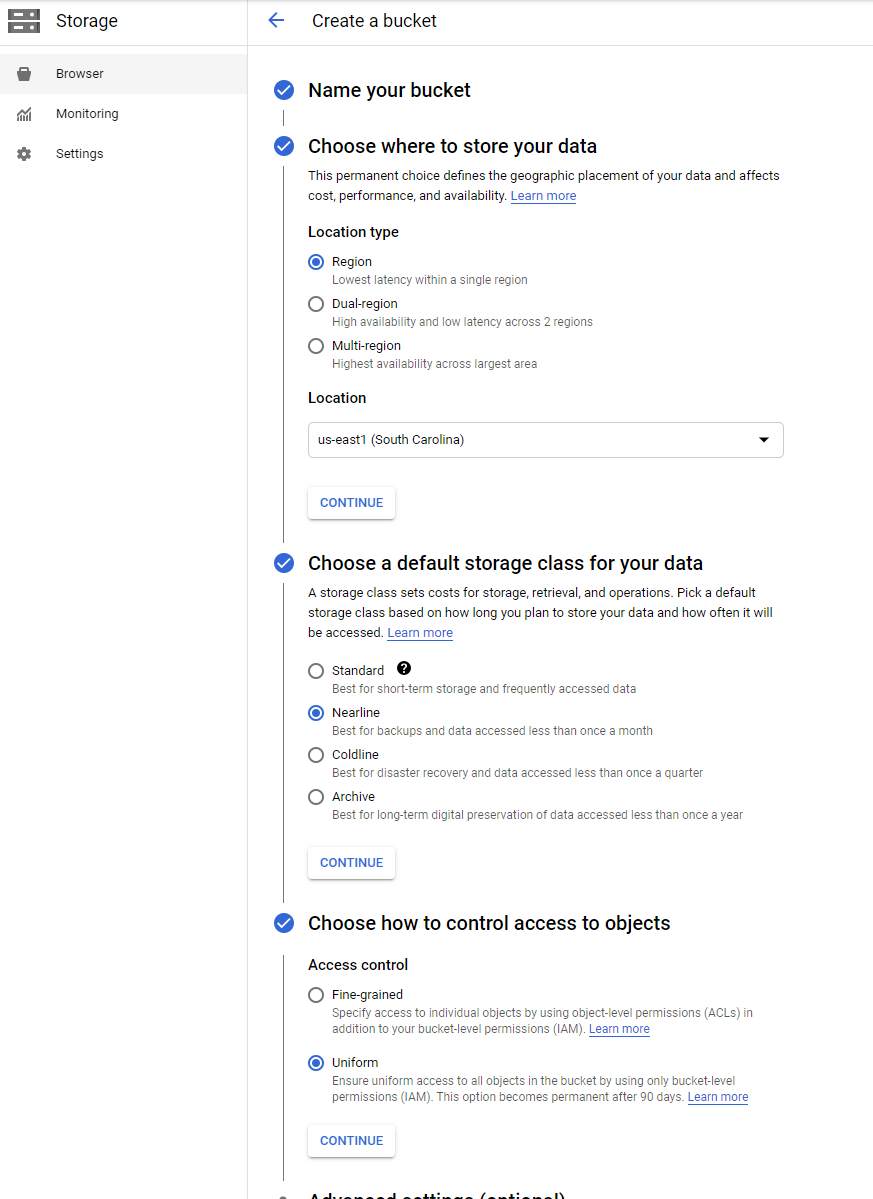 Storage
Create a bucket
Browser
Monitoring
Settings
Name your bucket
Choose where to store your data
This permanent choice defines the geographic placement of your data and affects
cost, performance, and availability. Learn more
Location type
Region
Lowest latency within a single region
Dual-region
High availability and low latency across 2 regions
Multi-region
Highest availability across largest area
Location
us-east1 (South Carolina)
CONTINUE
Choose a default storage class for your data
A storage class sets costs for storage, retrieval, and operations. Pick a default
storage class based on how long you plan to store your data and how often it will
be accessed. Learn more
Standard ?
Best for short-term storage and frequently accessed data
Nearline
Best for backups and data accessed less than once a month
Coldline
Best for disaster recovery and data accessed less than once a quarter
Archive
Best for long-term digital preservation of data accessed less than once a year
CONTINUE
Choose how to control access to objects
Access control
Fine-grained
Specify access to individual objects by using object-level permissions (ACLs) in
addition to your bucket-level permissions (IAM). Learn more
Uniform
Ensure uniform access to all objects in the bucket by using only bucket-level
permissions (IAM). This option becomes permanent after 90 days. Learn more
CONTINUE
Advanced settings (optional)